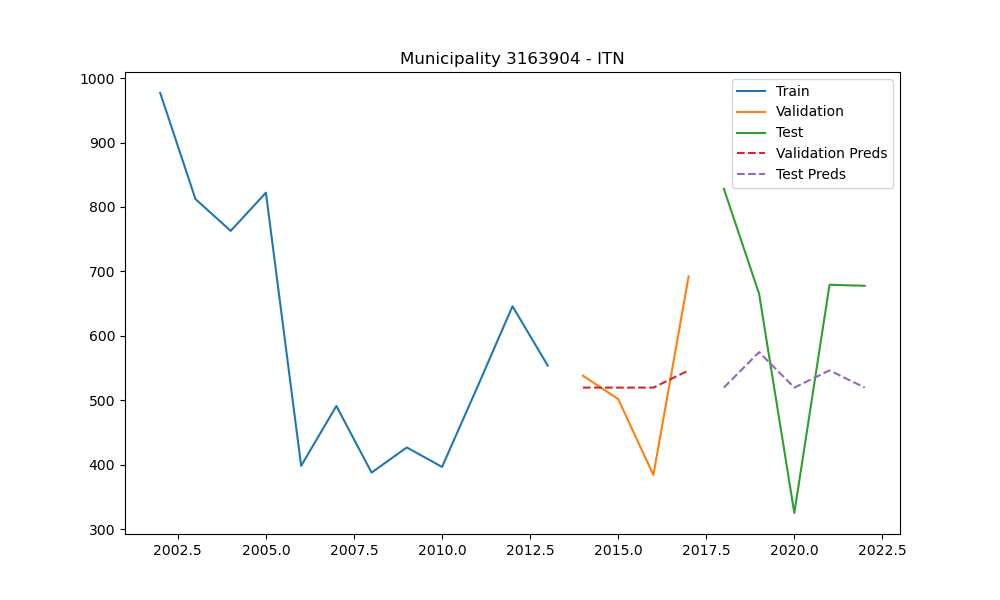 Municipality 3163904 - ITN
1000
900
800
700
600
500
400
300
Train
Validation
Test
Validation Preds
Test Preds
2002.5 2005.0 2007.5 2010.0 2012.5 2015.0 2017.5 2020.0 2022.5